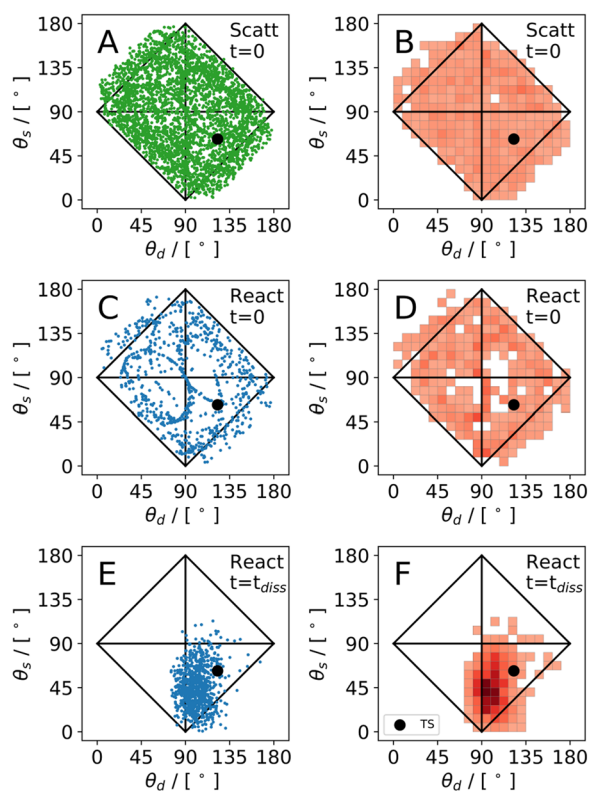 A
Scatt
t=0
180
135
90
45
0
θs / [ ° ]
0 45 90 135 180
θd / [ ° ]
B
Scatt
t=0
180
135
90
45
0
θs / [ ° ]
0 45 90 135 180
θd / [ ° ]
C
React
t=0
180
135
90
45
0
θs / [ ° ]
0 45 90 135 180
θd / [ ° ]
D
React
t=0
180
135
90
45
0
θs / [ ° ]
0 45 90 135 180
θd / [ ° ]
E
React
t=tdiss
180
135
90
45
0
θs / [ ° ]
0 45 90 135 180
θd / [ ° ]
F
React
t=tdiss
180
135
90
45
0
θs / [ ° ]
TS
0 45 90 135 180
θd / [ ° ]